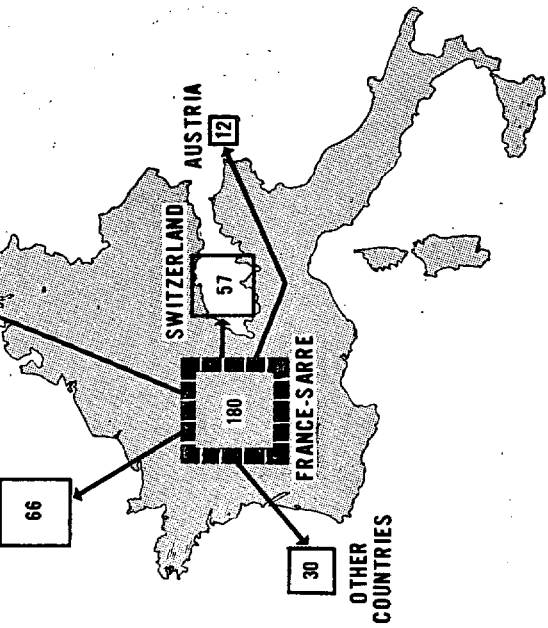 66
AUSTRIA
12
SWITZERLAND
57
180
FRANCE-SARRE
30
OTHER
COUNTRIES